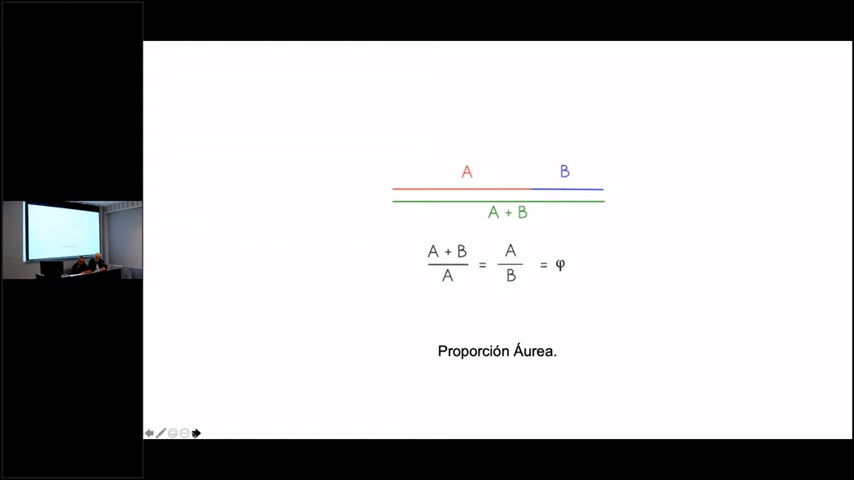 A B
A + B
A + B A
= = φ
A B
Proporción Áurea.